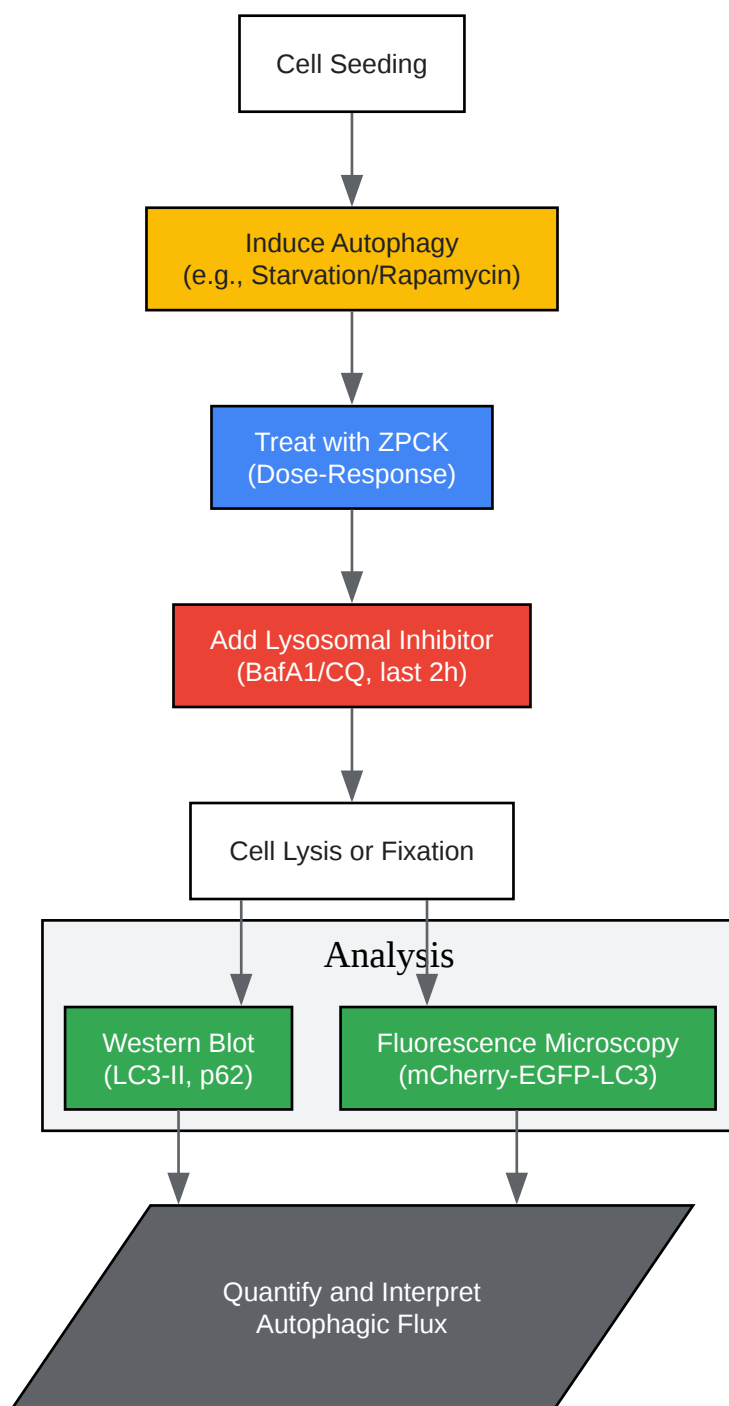 Cell Seeding
Induce Autophagy
(e.g., Starvation/Rapamycin)
Treat with ZPCK
(Dose-Response)
Add Lysosomal Inhibitor
(BafA1/CQ, last 2h)
Cell Lysis or Fixation
Analysis
Western Blot
(LC3-II, p62)
Fluorescence Microscopy
(mCherry-EGFP-LC3)
Quantify and Interpret
Autophagic Flux